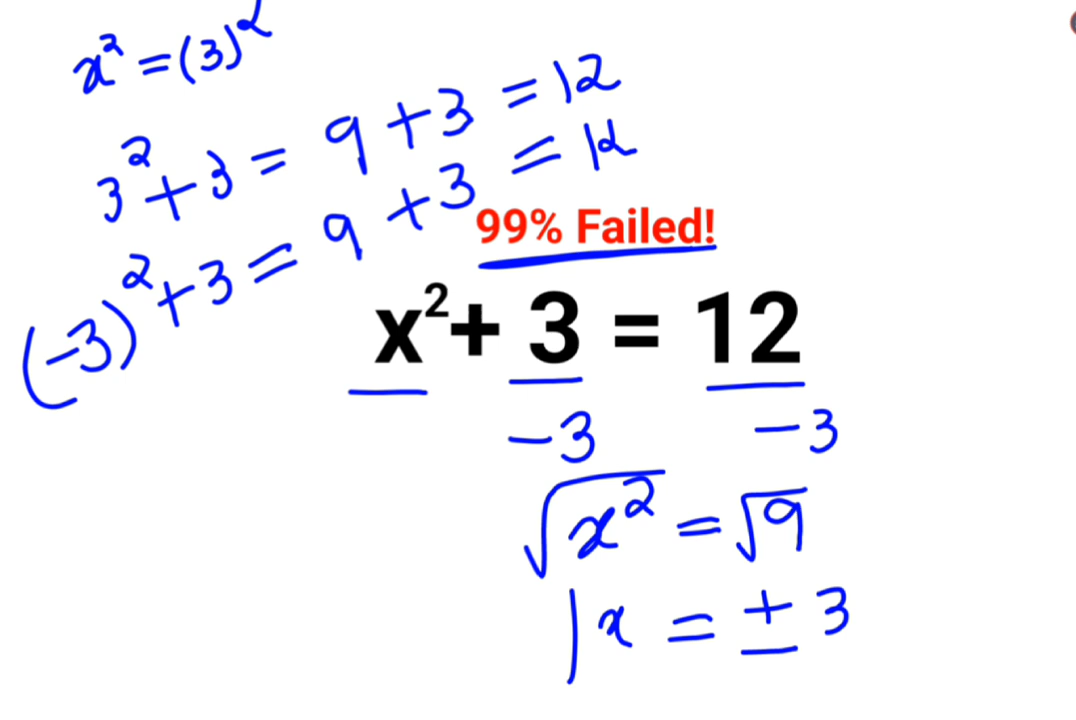 x² = (3)²
3² + 3 = 9 + 3 = 12
(-3)² + 3 = 9 + 3 = 12
99% Failed!
x² + 3 = 12
-3 -3
√x² = √9
x = ± 3